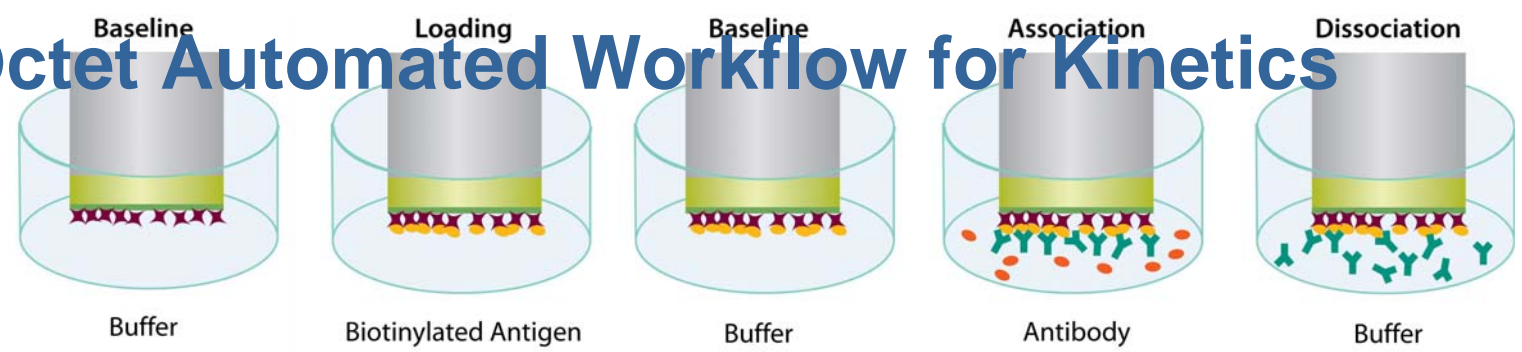 Baseline Loading Baseline Association Dissociation
Octet Automated Workflow for Kinetics
Buffer Biotinylated Antigen Buffer Antibody Buffer